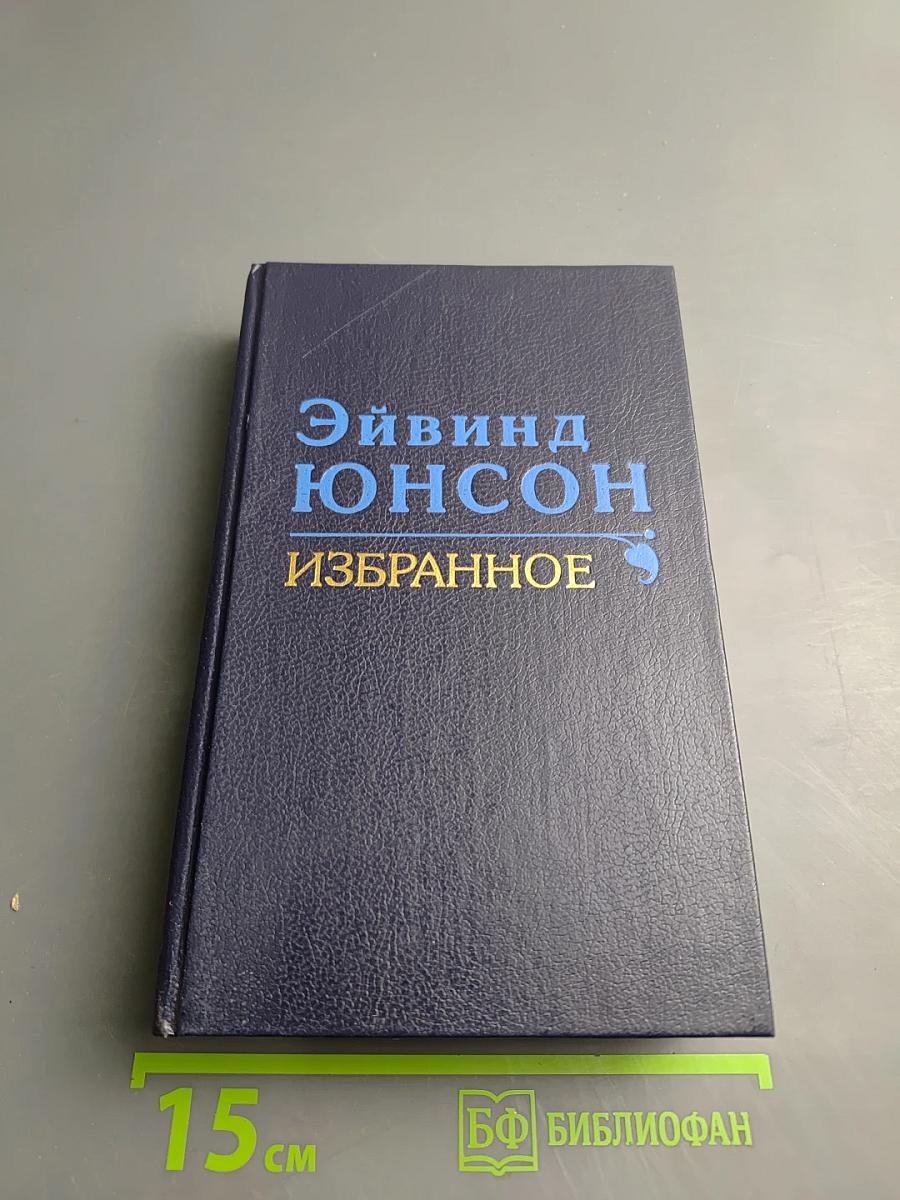 Эйвинд
ЮНСОН
ИЗБРАННОЕ
15 см
БФ БИБЛИОФАН